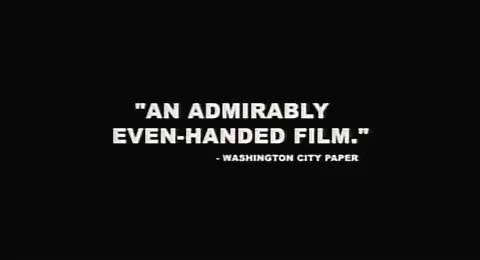 "AN ADMIRABLY
EVEN-HANDED FILM."
- WASHINGTON CITY PAPER